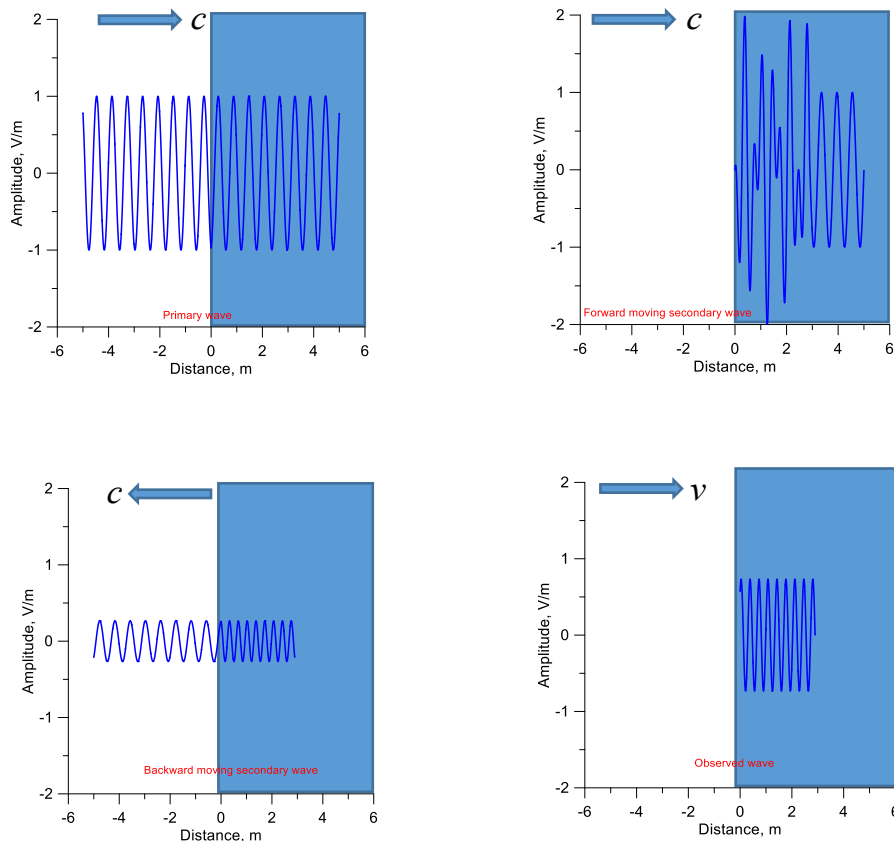 c
2
1
0
-1
-2
Amplitude, V/m
Primary wave
-6 -4 -2 0 2 4 6
Distance, m
c
2
1
0
-1
-2
Amplitude, V/m
Forward moving secondary wave
-6 -4 -2 0 2 4 6
Distance, m
c
2
1
0
-1
-2
Amplitude, V/m
Backward moving secondary wave
-6 -4 -2 0 2 4 6
Distance, m
v
2
1
0
-1
-2
Amplitude, V/m
Observed wave
-6 -4 -2 0 2 4 6
Distance, m